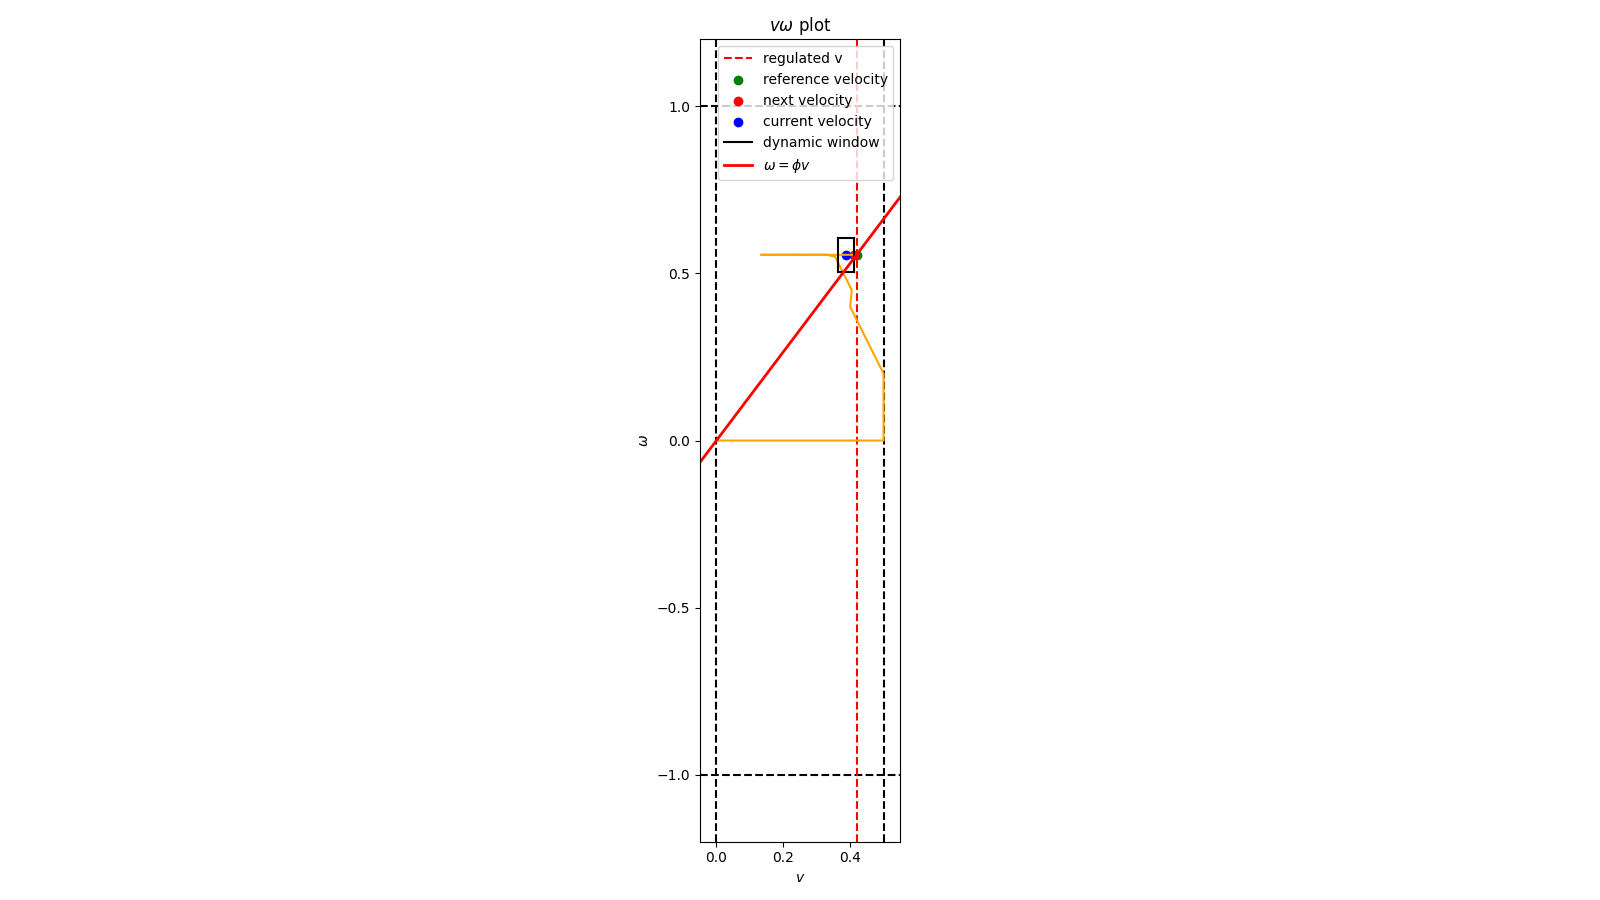 vω plot
regulated v
reference velocity
next velocity
current velocity
dynamic window
ω = ϕv
1.0
0.5
0.0
−0.5
−1.0
ω
0.0 0.2 0.4
v